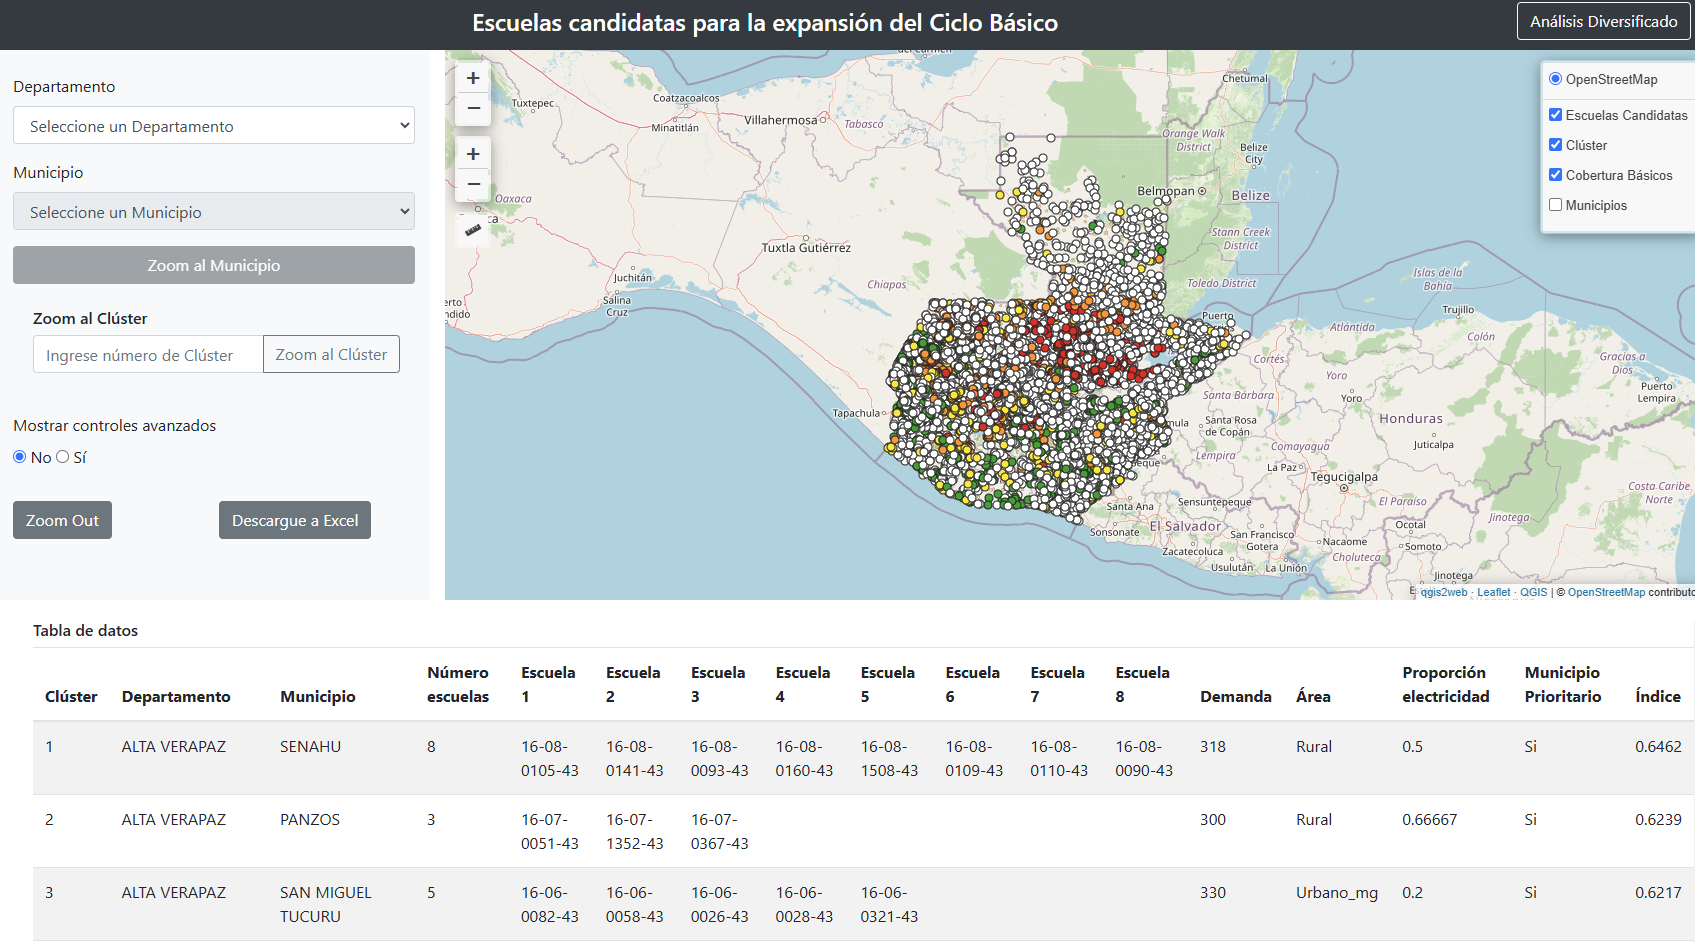 Escuelas candidatas para la expansión del Ciclo Básico
Análisis Diversificado
Departamento
Seleccione un Departamento
Municipio
Seleccione un Municipio
Zoom al Municipio
Zoom al Clúster
Ingrese número de Clúster
Zoom al Clúster
Mostrar controles avanzados
No
Sí
Zoom Out
Descargue a Excel
+
−
+
−
OpenStreetMap
Escuelas Candidatas
Clúster
Cobertura Básicos
Municipios
Chetumal
Tuxtepec
Coatzacoalcos
Minatitlán
Villahermosa
Tabasco
Orange Walk
District
Belize
City
Belmopan
Belize
Oaxaca
ca
Stann Creek
District
Tuxtla Gutiérrez
Toledo District
Islas de la
Bahía
Juchitán
Chiapas
Salina
Cruz
erto
ndido
Puerto
Trujillo
Atlántida
Colón
Cortés
Gracias a
Dios
Yoro
Yoro
Puerto
Lempira
Santa Bárbara
Tapachula
mula
Santa Rosa
de Copán
Honduras
Comayagua
Juticalpa
Lempira
eque
La Paz
Tegucigalpa
Costa Caribe
Norte
Sensuntepeque
El Paraíso
Santa Ana
Jinotega
El Salvador
Ocotal
Sonsonate
San Francisco
Gotera
Nacaome
Somoto
Zacatecoluca
Choluteca
Usulután
La Unión
Jinotega
qgis2web · Leaflet · QGIS | © OpenStreetMap contributo
Tabla de datos
Clúster Departamento Municipio Número escuelas Escuela 1 Escuela 2 Escuela 3 Escuela 4 Escuela 5 Escuela 6 Escuela 7 Escuela 8 Demanda Área Proporción electricidad Municipio Prioritario Índice
1 ALTA VERAPAZ SENAHU 8 16-08-0105-43 16-08-0141-43 16-08-0093-43 16-08-0160-43 16-08-1508-43 16-08-0109-43 16-08-0110-43 16-08-0090-43 318 Rural 0.5 Si 0.6462
2 ALTA VERAPAZ PANZOS 3 16-07-0051-43 16-07-1352-43 16-07-0367-43 300 Rural 0.66667 Si 0.6239
3 ALTA VERAPAZ SAN MIGUEL TUCURU 5 16-06-0082-43 16-06-0058-43 16-06-0026-43 16-06-0028-43 16-06-0321-43 330 Urbano_mg 0.2 Si 0.6217